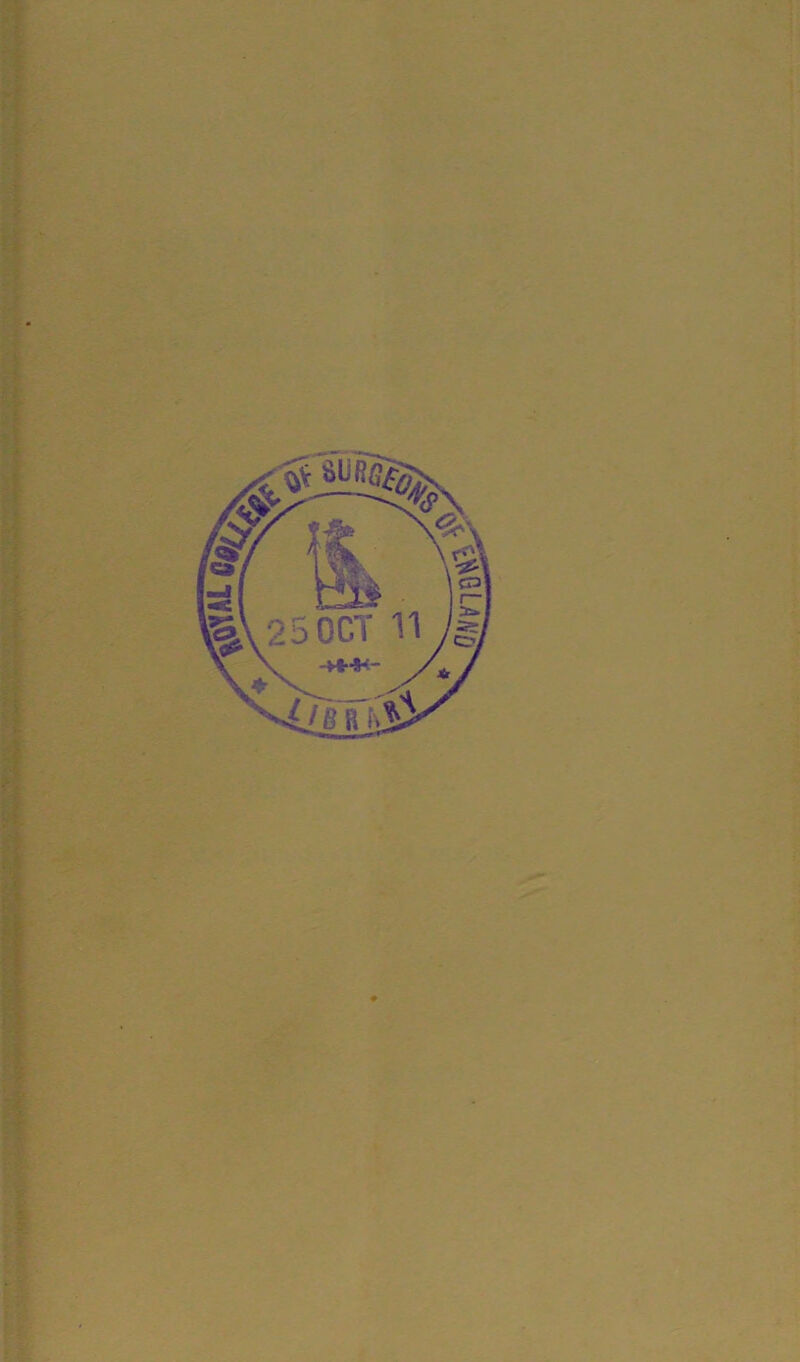 ROYAL COLLEGE OF SURGEONS OF ENGLAND
25 OCT 11
* LIBRARY *